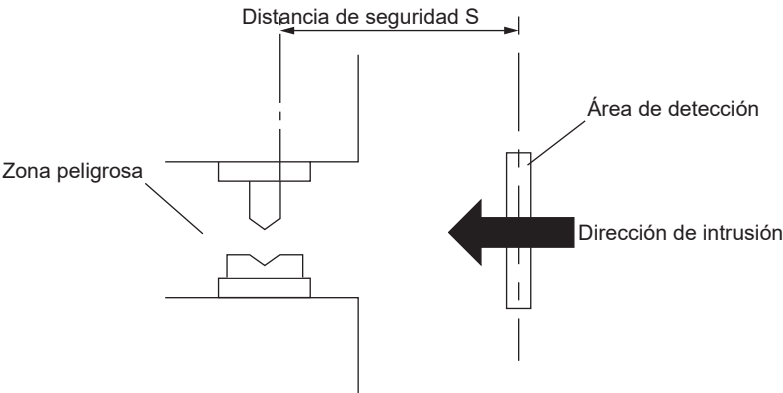 Distancia de seguridad S
Área de detección
Zona peligrosa
Dirección de intrusión